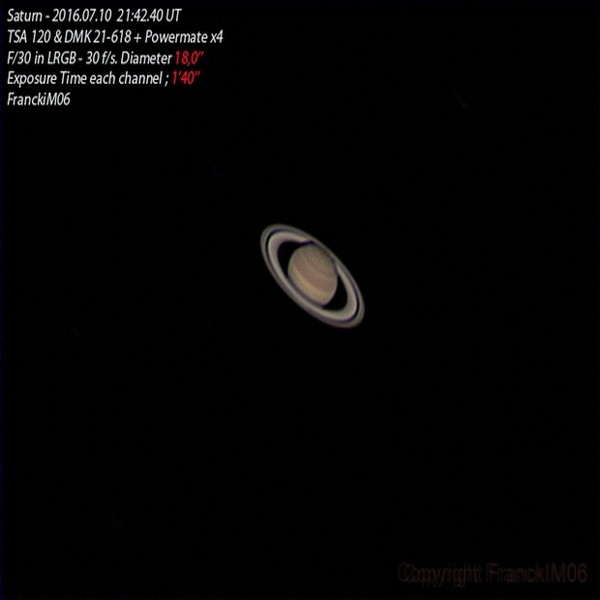 Saturn - 2016.07.10 21:42.40 UT
TSA 120 & DMK 21-618 + Powermate x4
F/30 in LRGB - 30 f/s. Diameter 18,0"
Exposure Time each channel ; 1'40"
FranckiM06
Copyright FranckIM06